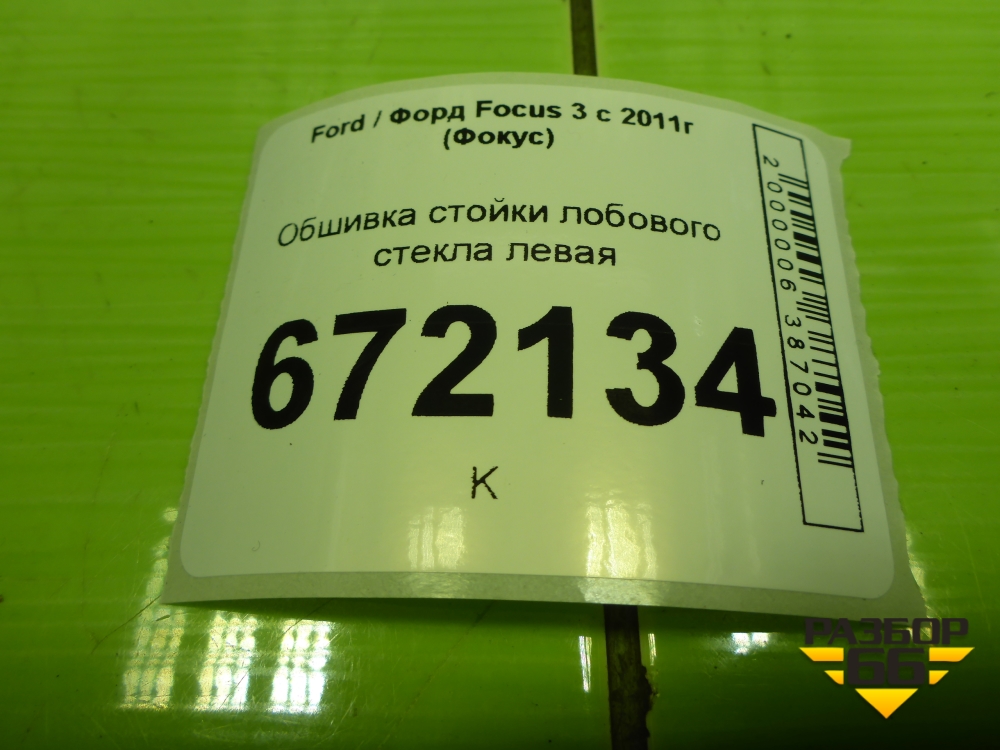 Ford / Форд Focus 3 с 2011г
(Фокус)
Обшивка стойки лобового
стекла левая
672134
К
2000006387042
РАЗБОР
66